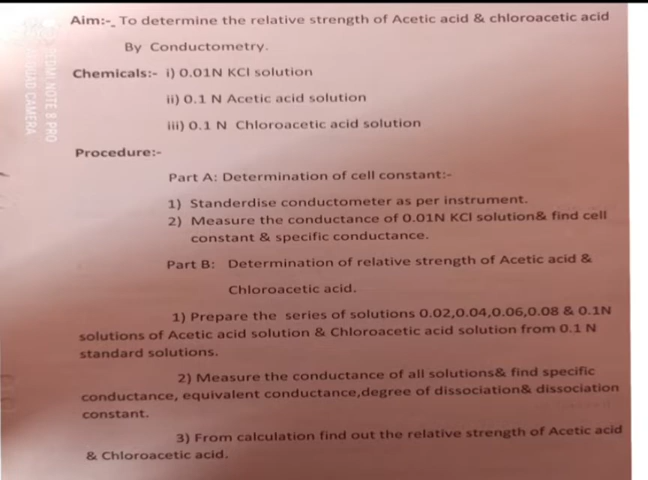 Aim:- To determine the relative strength of Acetic acid & chloroacetic acid
By Conductometry.
Chemicals:- i) 0.01N KCl solution
ii) 0.1 N Acetic acid solution
iii) 0.1 N Chloroacetic acid solution
Procedure:-
Part A: Determination of cell constant:-
1) Standerdise conductometer as per instrument.
2) Measure the conductance of 0.01N KCl solution& find cell
constant & specific conductance.
Part B: Determination of relative strength of Acetic acid &
Chloroacetic acid.
1) Prepare the series of solutions 0.02,0.04,0.06,0.08 & 0.1N
solutions of Acetic acid solution & Chloroacetic acid solution from 0.1 N
standard solutions.
2) Measure the conductance of all solutions& find specific
conductance, equivalent conductance,degree of dissociation& dissociation
constant.
3) From calculation find out the relative strength of Acetic acid
& Chloroacetic acid.
REDMI NOTE 8 PRO
QUAD CAMERA